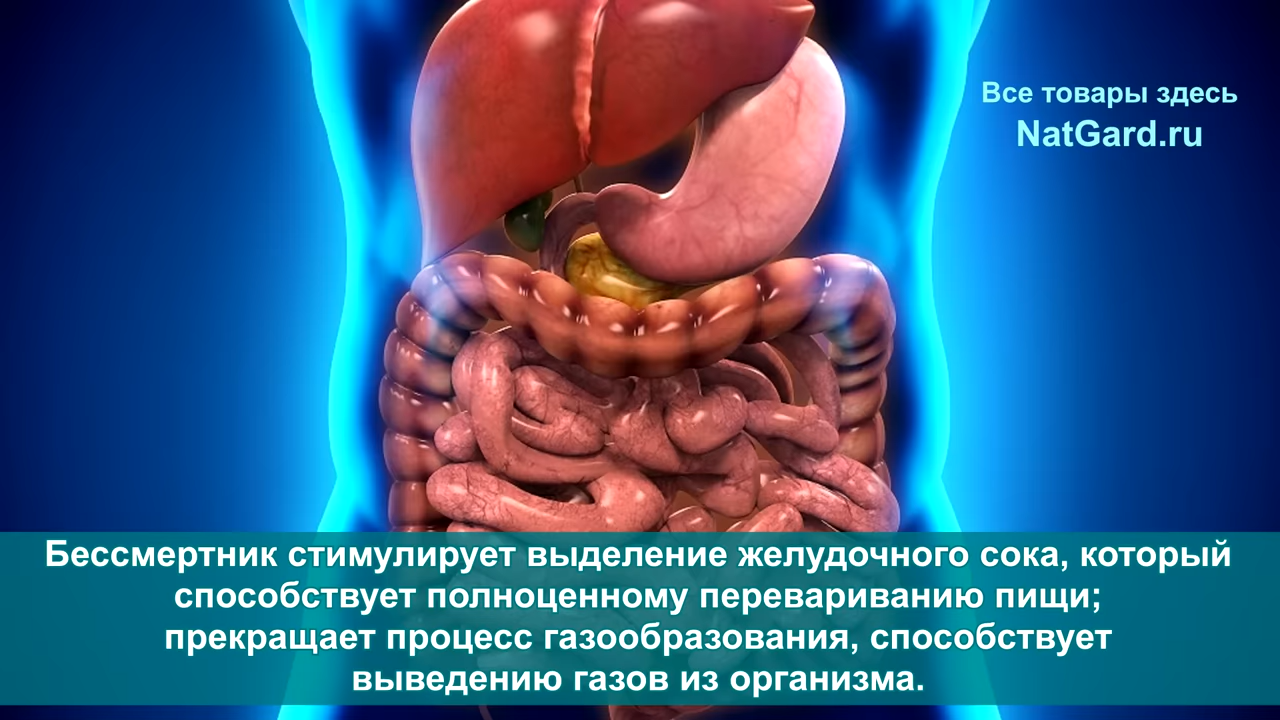 Все товары здесь
NatGard.ru
Бессмертник стимулирует выделение желудочного сока, который
способствует полноценному перевариванию пищи;
прекращает процесс газообразования, способствует
выведению газов из организма.